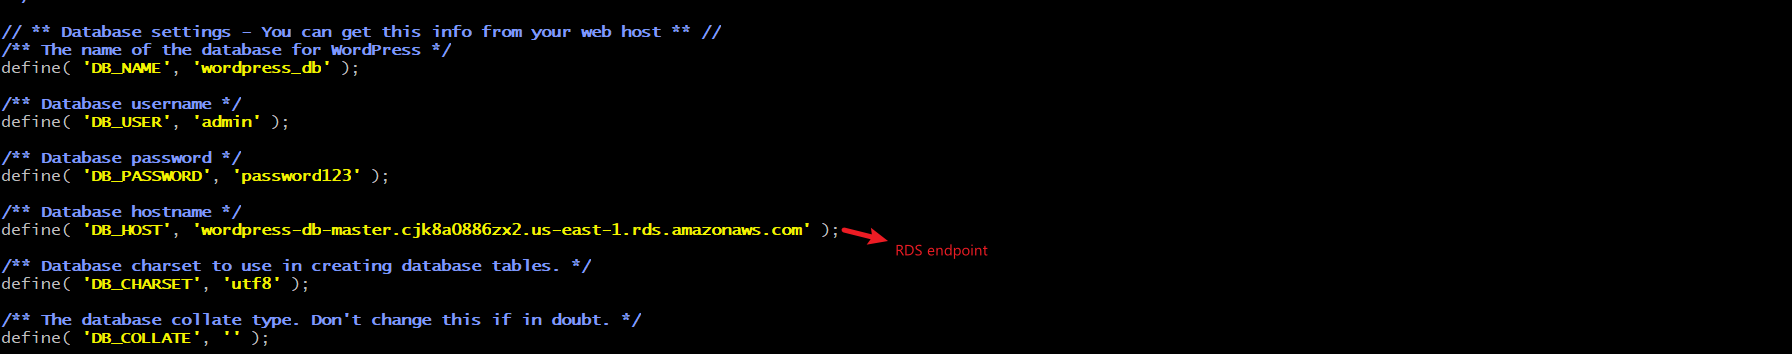 // ** Database settings - You can get this info from your web host ** //
/** The name of the database for WordPress */
define( 'DB_NAME', 'wordpress_db' );
/** Database username */
define( 'DB_USER', 'admin' );
/** Database password */
define( 'DB_PASSWORD', 'password123' );
/** Database hostname */
define( 'DB_HOST', 'wordpress-db-master.cjk8a0886zx2.us-east-1.rds.amazonaws.com' );
RDS endpoint
/** Database charset to use in creating database tables. */
define( 'DB_CHARSET', 'utf8' );
/** The database collate type. Don't change this if in doubt. */
define( 'DB_COLLATE', '' );